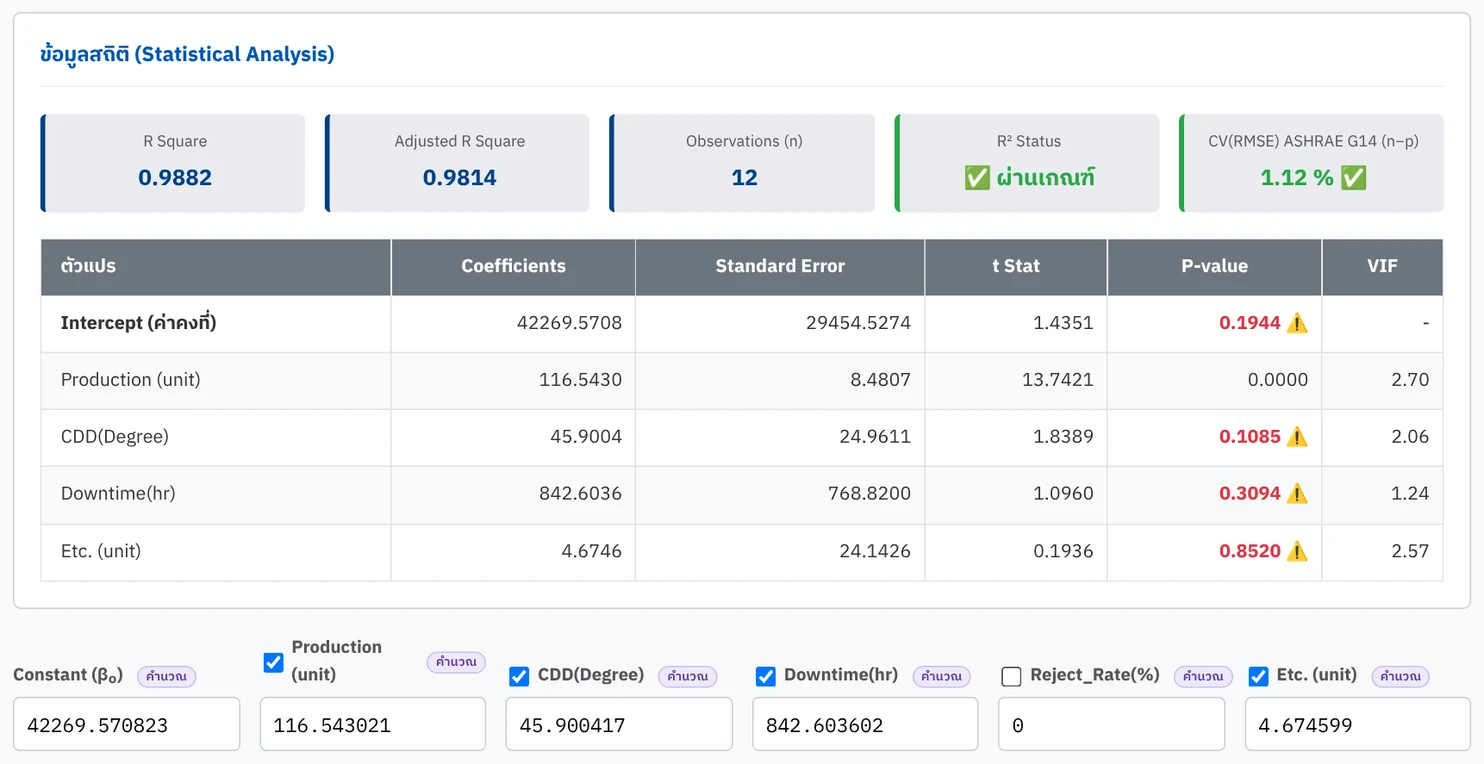 ข้อมูลสถิติ (Statistical Analysis)
R Square
0.9882
Adjusted R Square
0.9814
Observations (n)
12
R² Status
✅ ผ่านเกณฑ์
CV(RMSE) ASHRAE G14 (n−p)
1.12 % ✅
ตัวแปร Coefficients Standard Error t Stat P-value VIF
Intercept (ค่าคงที่) 42269.5708 29454.5274 1.4351 0.1944 ⚠️ -
Production (unit) 116.5430 8.4807 13.7421 0.0000 2.70
CDD(Degree) 45.9004 24.9611 1.8389 0.1085 ⚠️ 2.06
Downtime(hr) 842.6036 768.8200 1.0960 0.3094 ⚠️ 1.24
Etc. (unit) 4.6746 24.1426 0.1936 0.8520 ⚠️ 2.57
Constant (β₀) คำนวณ
42269.570823
Production
(unit) คำนวณ
116.543021
CDD(Degree) คำนวณ
45.900417
Downtime(hr) คำนวณ
842.603602
Reject_Rate(%) คำนวณ
0
Etc. (unit) คำนวณ
4.674599